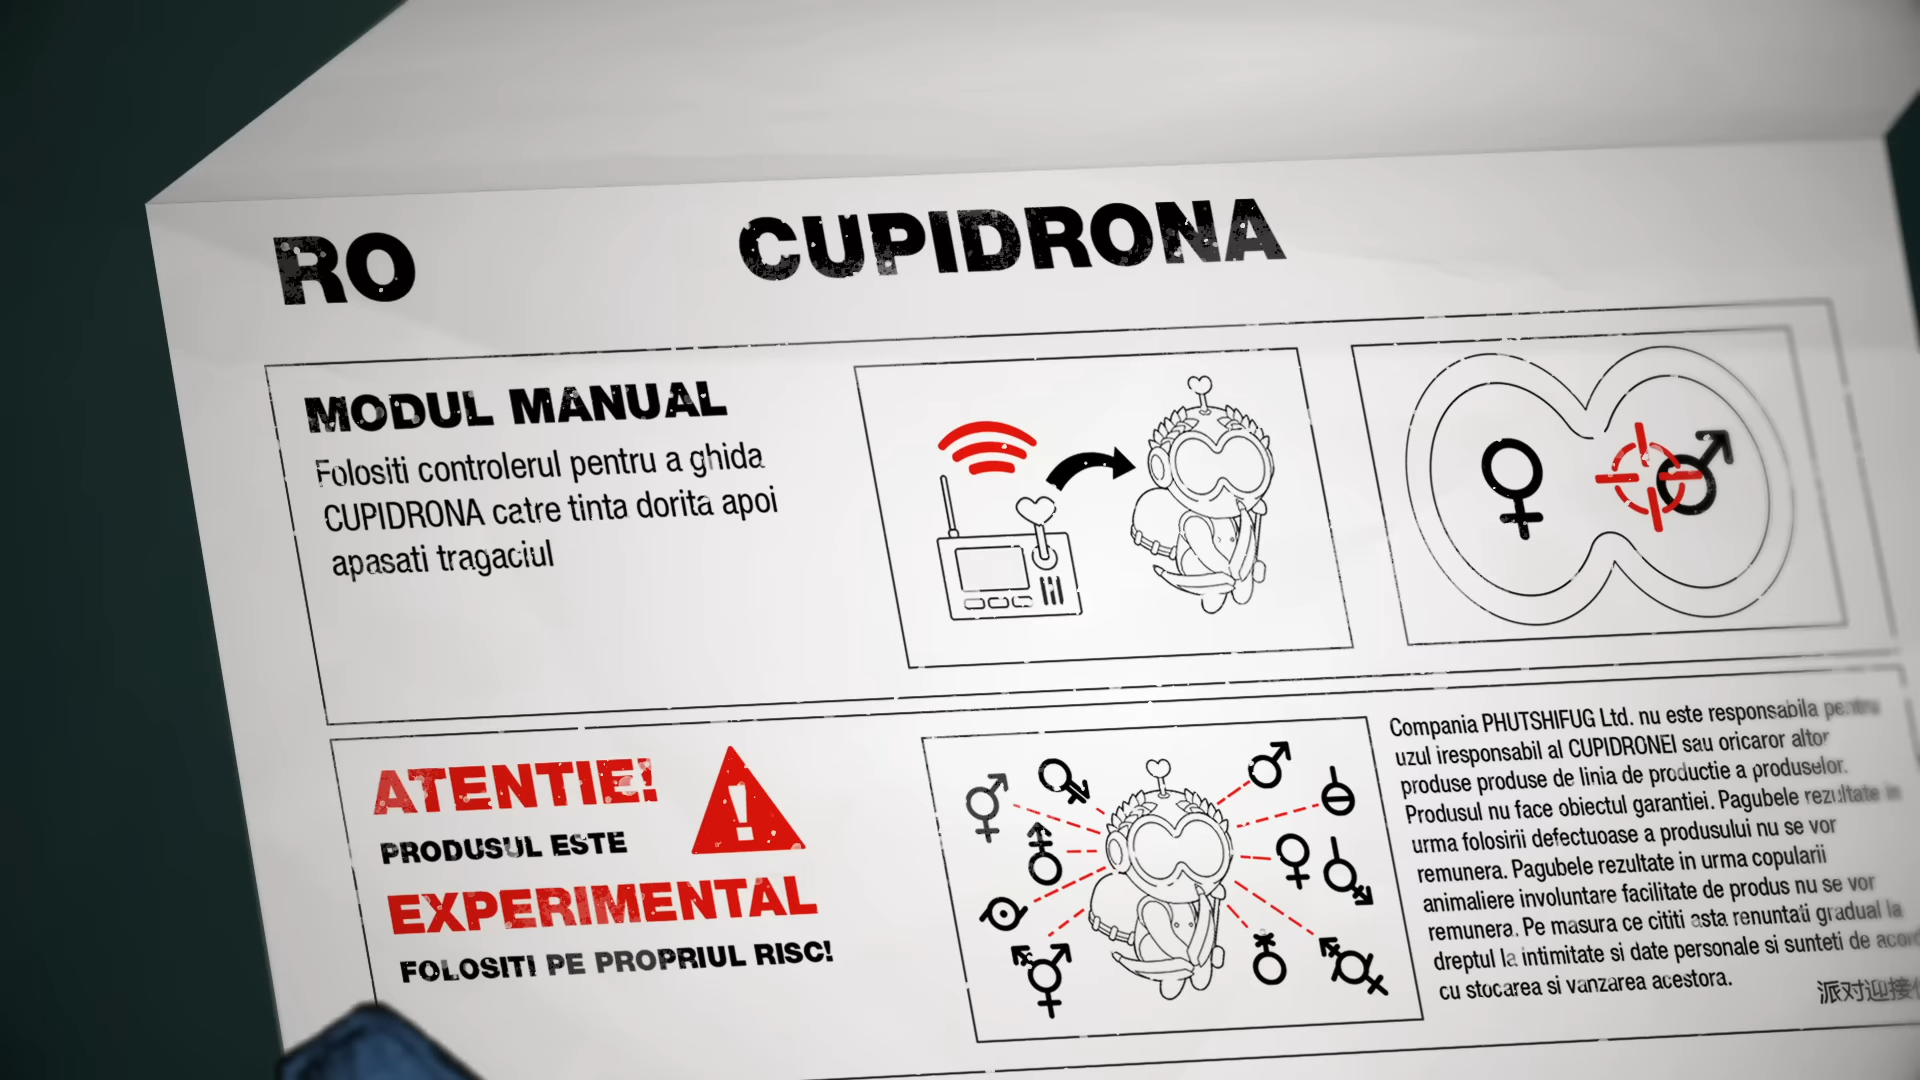 RO
CUPIDRONA
MODUL MANUAL
Folositi controlerul pentru a ghida
CUPIDRONA catre tinta dorita apoi
apasati tragaciul
ATENTIE!
PRODUSUL ESTE
EXPERIMENTAL
FOLOSITI PE PROPRIUL RISC!
Compania PHUTSHIFUG Ltd. nu este responsabila pentru
uzul iresponsabil al CUPIDRONEI sau oricaror altor
produse produse de linia de productie a produselor.
Produsul nu face obiectul garantiei. Pagubele rezultate in
urma folosirii defectuoase a produsului nu se vor
remunera. Pagubele rezultate in urma copularii
animaliere involuntare facilitate de produs nu se vor
remunera. Pe masura ce cititi asta renuntati gradual la
dreptul la intimitate si date personale si sunteti de acord
cu stocarea si vanzarea acestora.
派对迎接